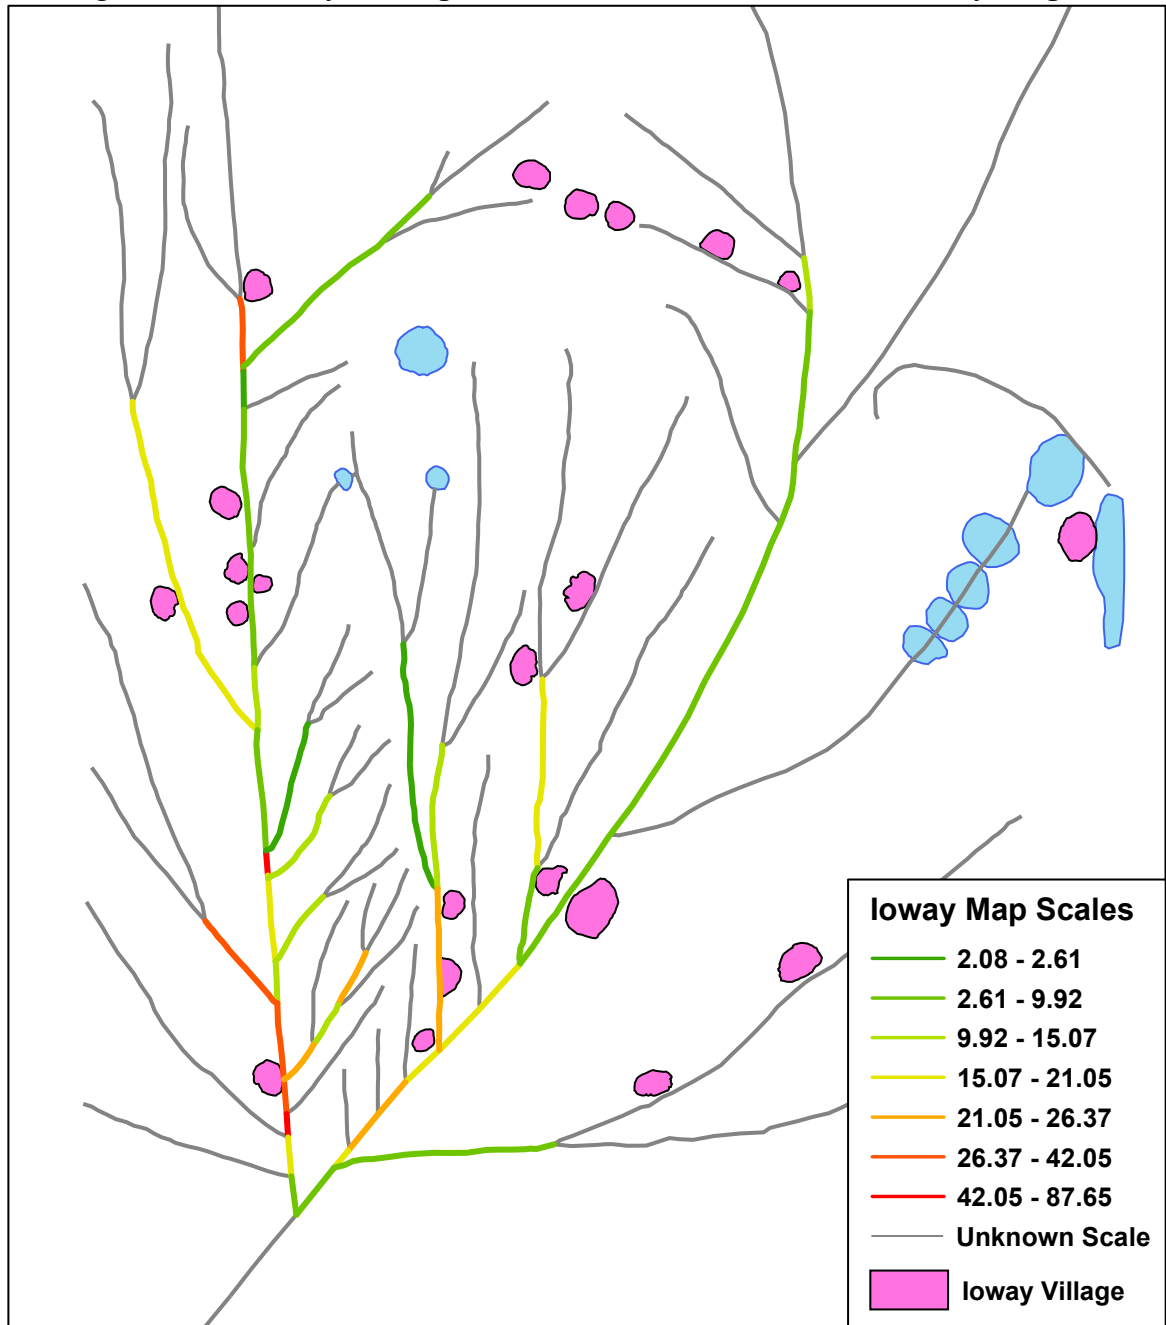 Ioway Map Scales
2.08 - 2.61
2.61 - 9.92
9.92 - 15.07
15.07 - 21.05
21.05 - 26.37
26.37 - 42.05
42.05 - 87.65
Unknown Scale
Ioway Village